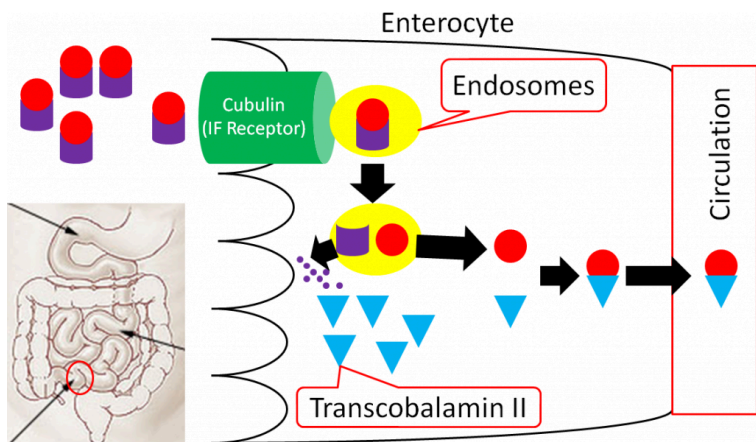 Enterocyte
Endosomes
Cubulin
(IF Receptor)
Circulation
Transcobalamin II